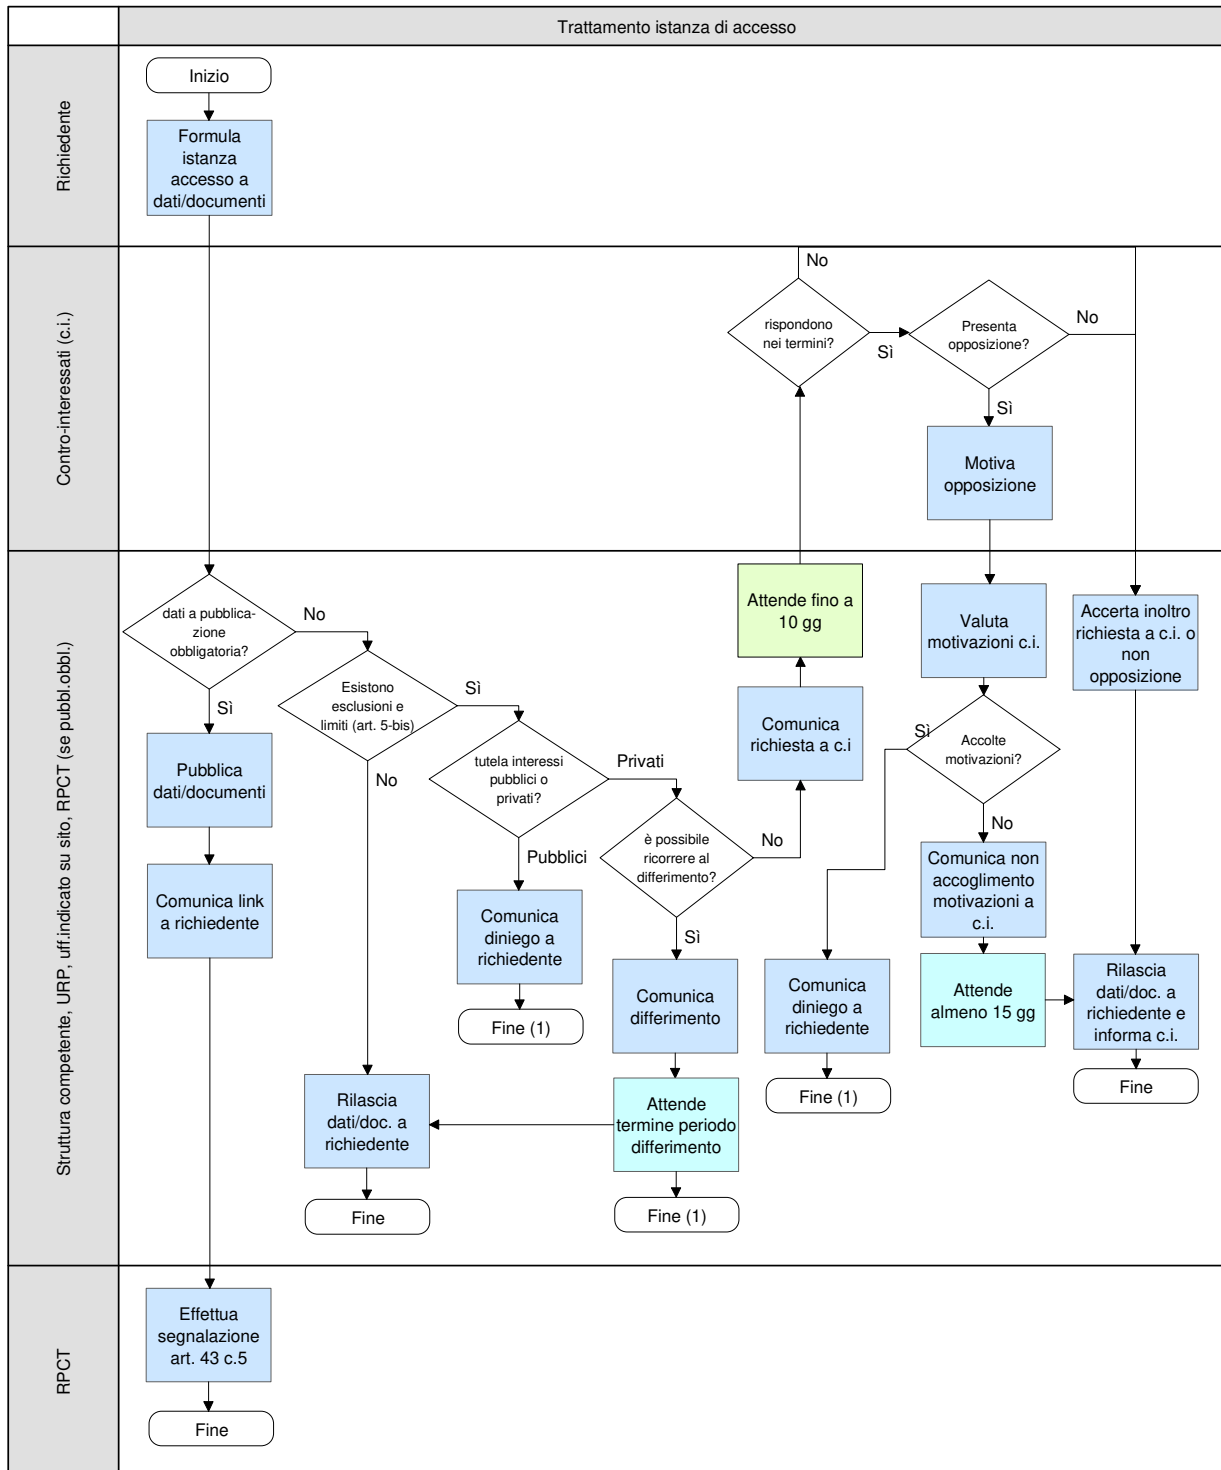 Trattamento istanza di accesso
Richiedente
Inizio
Formula
istanza
accesso a
dati/documenti
Contro-interessati (c.i.)
No
rispondono
nei termini?
Sì
Presenta
opposizione?
No
Sì
Motiva
opposizione
Struttura competente, URP, uff.indicato su sito, RPCT (se pubbl.obbl.)
dati a pubblica-
zione
obbligatoria?
No
Sì
Pubblica
dati/documenti
Comunica link
a richiedente
Esistono
esclusioni e
limiti (art. 5-bis)
Sì
No
tutela interessi
pubblici o
privati?
Privati
Pubblici
Comunica
diniego a
richiedente
Fine (1)
è possibile
ricorrere al
differimento?
No
Sì
Comunica
differimento
Attende
termine periodo
differimento
Fine (1)
Rilascia
dati/doc. a
richiedente
Fine
Attende fino a
10 gg
Comunica
richiesta a c.i
Valuta
motivazioni c.i.
Accolte
motivazioni?
Sì
No
Comunica
diniego a
richiedente
Fine (1)
Comunica non
accoglimento
motivazioni a
c.i.
Attende
almeno 15 gg
Accerta inoltro
richiesta a c.i. o
non
opposizione
Rilascia
dati/doc. a
richiedente e
informa c.i.
Fine
RPCT
Effettua
segnalazione
art. 43 c.5
Fine